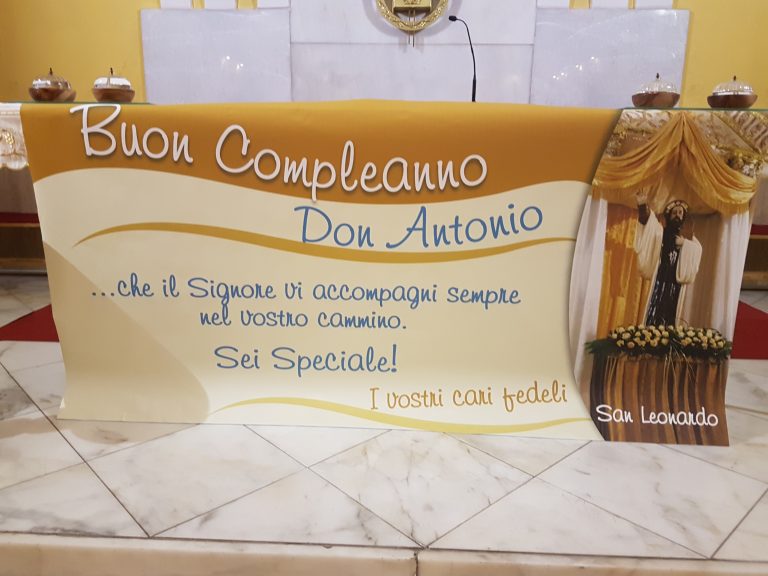 Buon Compleanno
Don Antonio
...che il Signore vi accompagni sempre
nel vostro cammino.
Sei Speciale!
I vostri cari fedeli
San Leonardo